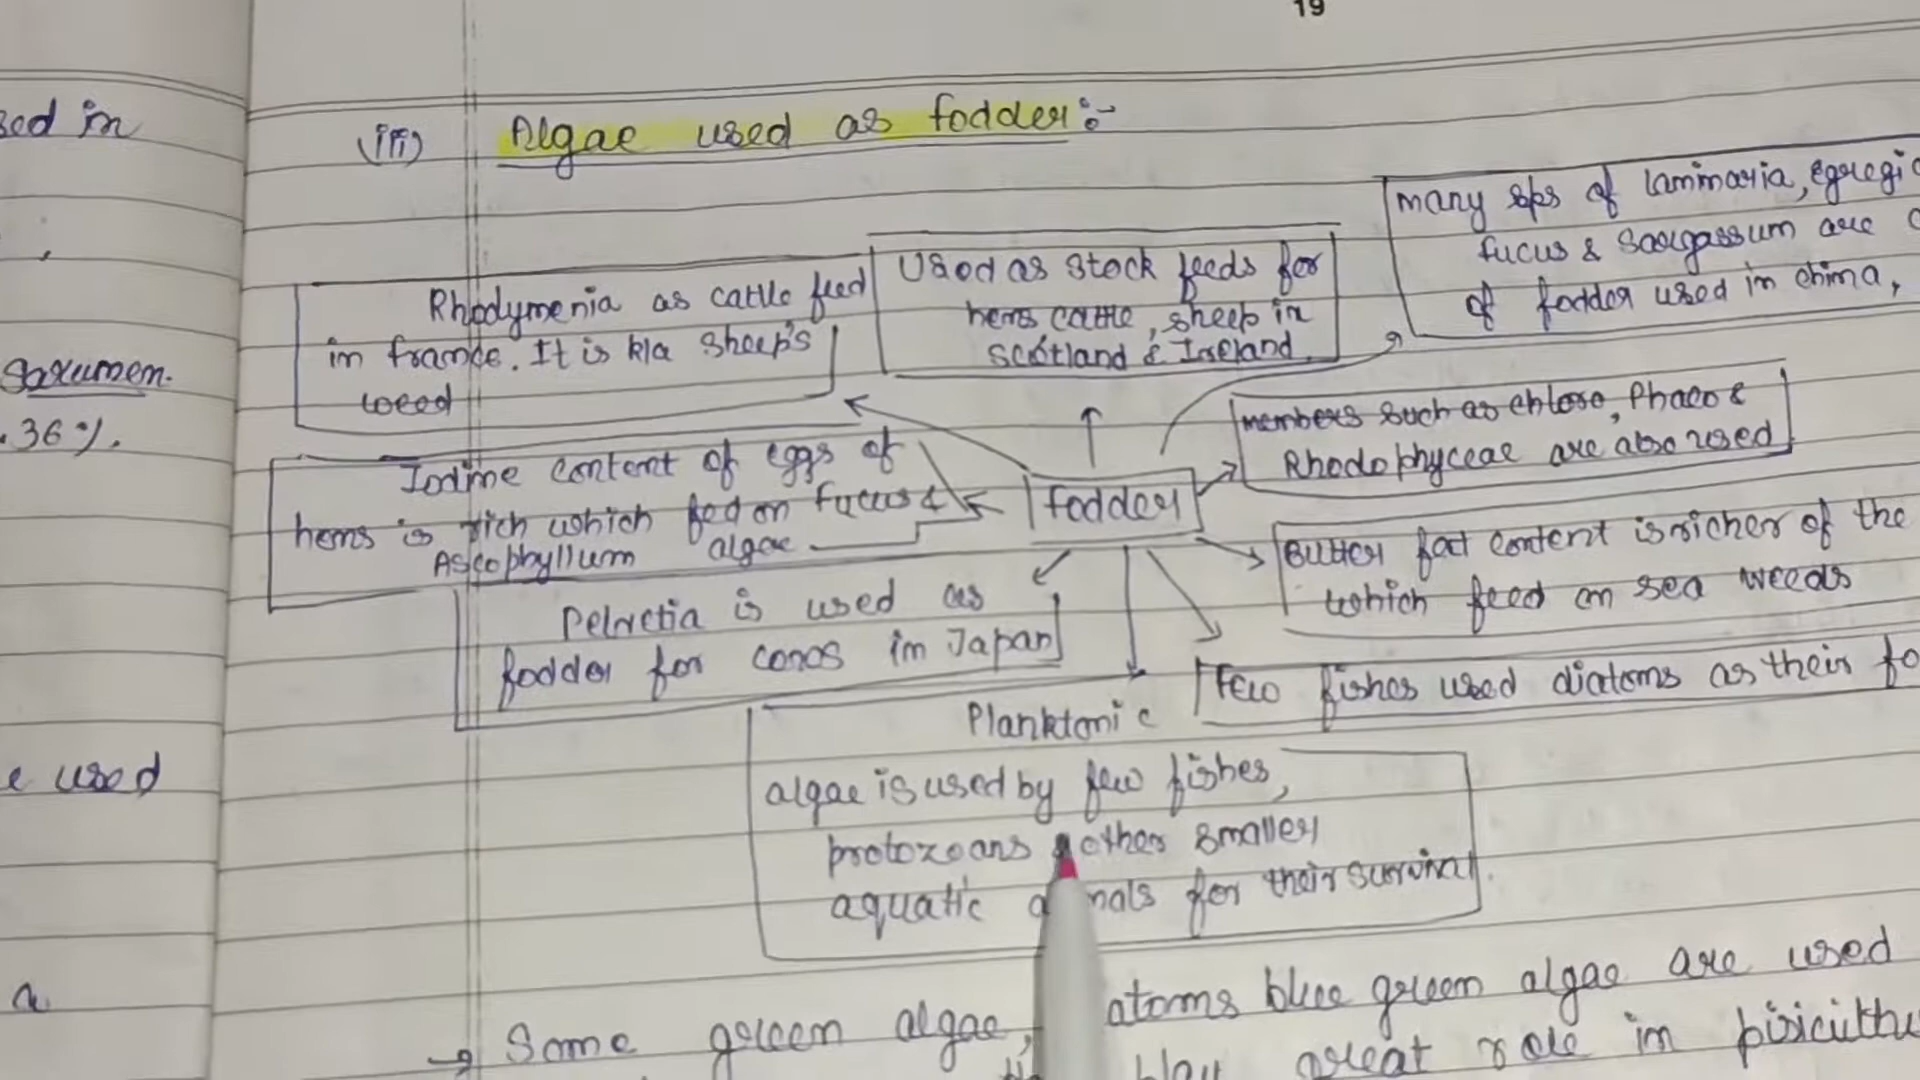 19
sed in
,
Sarumen.
. 36 %.
e used
a
(iii) Algae used as fodder :-
many sps of laminaria, egregi
fucus & Sargassum are
of fodder used in china,
Used as stock feeds for
hens cattle, sheep in
Scotland & Ireland
Rhodymenia as cattle feed
in france. It is k/a sheep's
weed
members such as chloro, Phaeo &
Rhodophyceae are also used
Iodine content of eggs of
hens is rich which fed on fucus &
Ascophyllum algae
fodder
Butter fat content is richer of the
which feed on sea weeds
Pelvetia is used as
fodder for cows in Japan
Few fishes used diatoms as their fo
Planktonic
algae is used by few fishes,
protozoans other smaller
aquatic a mals for their survival.
→ Some green algae, atoms blue green algae are used
play great role in pisicultu